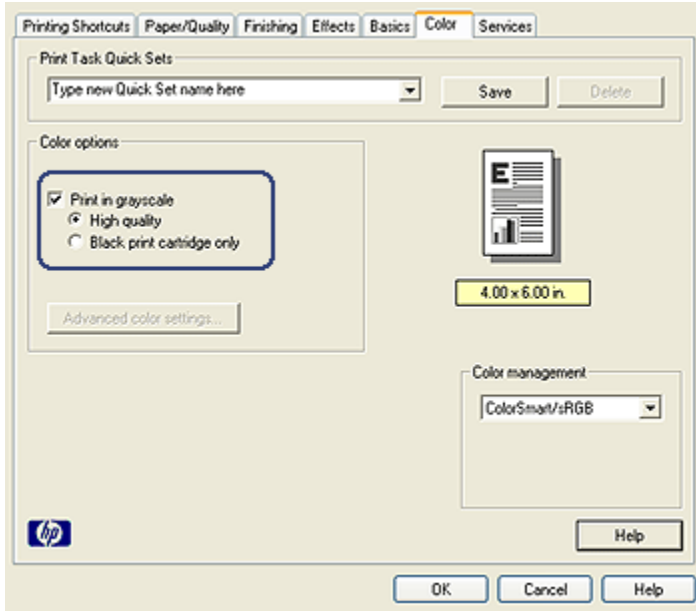 Printing Shortcuts Paper/Quality Finishing Effects Basics Color Services
Print Task Quick Sets
Type new Quick Set name here Save Delete
Color options
Print in grayscale
High quality
Black print cartridge only
E
4.00 x 6.00 in.
Advanced color settings...
Color management
ColorSmart/sRGB
hp
Help
OK Cancel Help